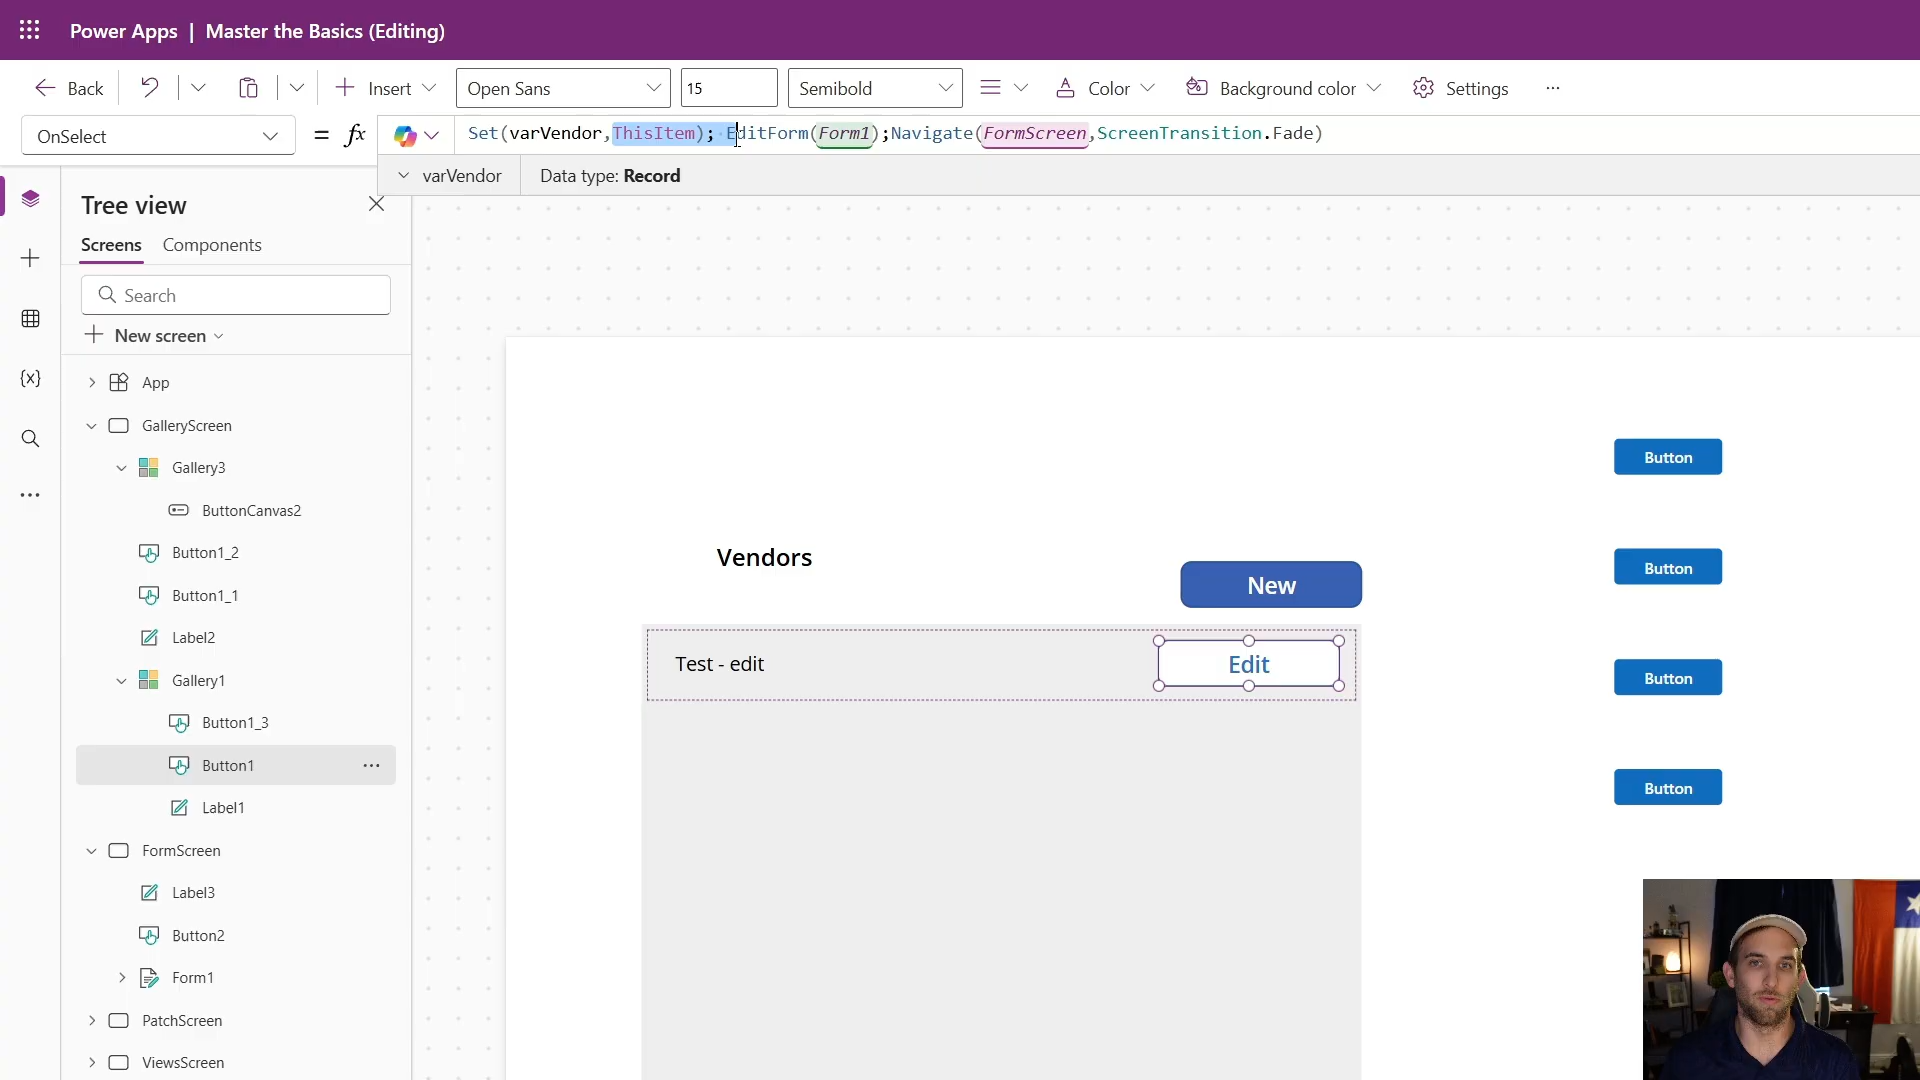 Power Apps | Master the Basics (Editing)
Back
Insert
Open Sans
15
Semibold
Color
Background color
Settings
OnSelect
= fx
Set(varVendor,ThisItem); EditForm(Form1);Navigate(FormScreen,ScreenTransition.Fade)
varVendor
Data type: Record
Tree view
Screens
Components
Search
New screen
App
GalleryScreen
Gallery3
ButtonCanvas2
Button1_2
Button1_1
Label2
Gallery1
Button1_3
Button1
Label1
FormScreen
Label3
Button2
Form1
PatchScreen
ViewsScreen
Vendors
New
Test - edit
Edit
Button
Button
Button
Button